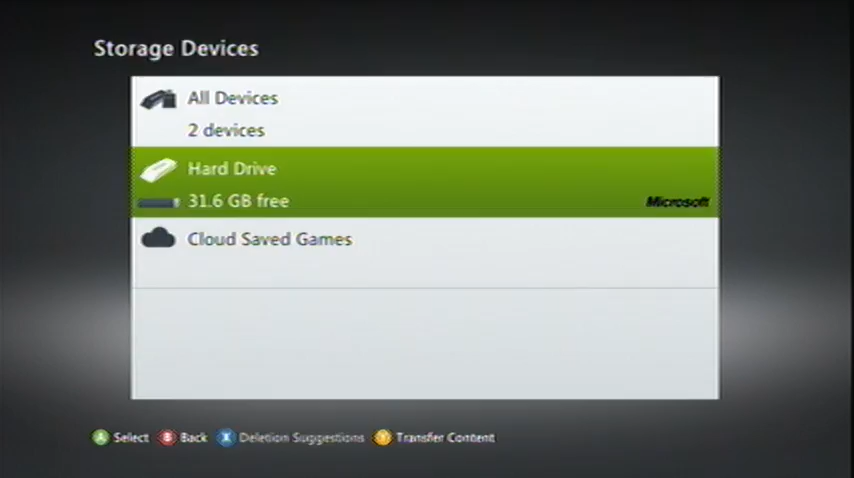 Storage Devices
All Devices
2 devices
Hard Drive
31.6 GB free
Microsoft
Cloud Saved Games
A Select B Back X Deletion Suggestions Y Transfer Content